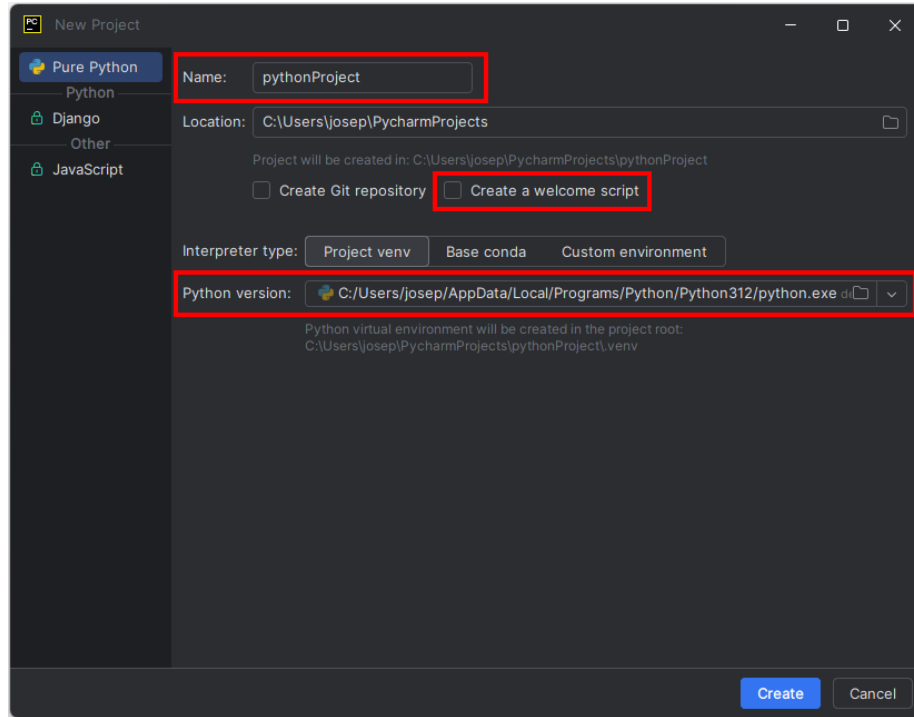 PC New Project
Pure Python
Python
Django
Other
JavaScript
Name: pythonProject
Location: C:\Users\josep\PycharmProjects
Project will be created in: C:\Users\josep\PycharmProjects\pythonProject
Create Git repository Create a welcome script
Interpreter type: Project venv Base conda Custom environment
Python version: C:/Users/josep/AppData/Local/Programs/Python/Python312/python.exe
Python virtual environment will be created in the project root:
C:\Users\josep\PycharmProjects\pythonProject\.venv
Create Cancel